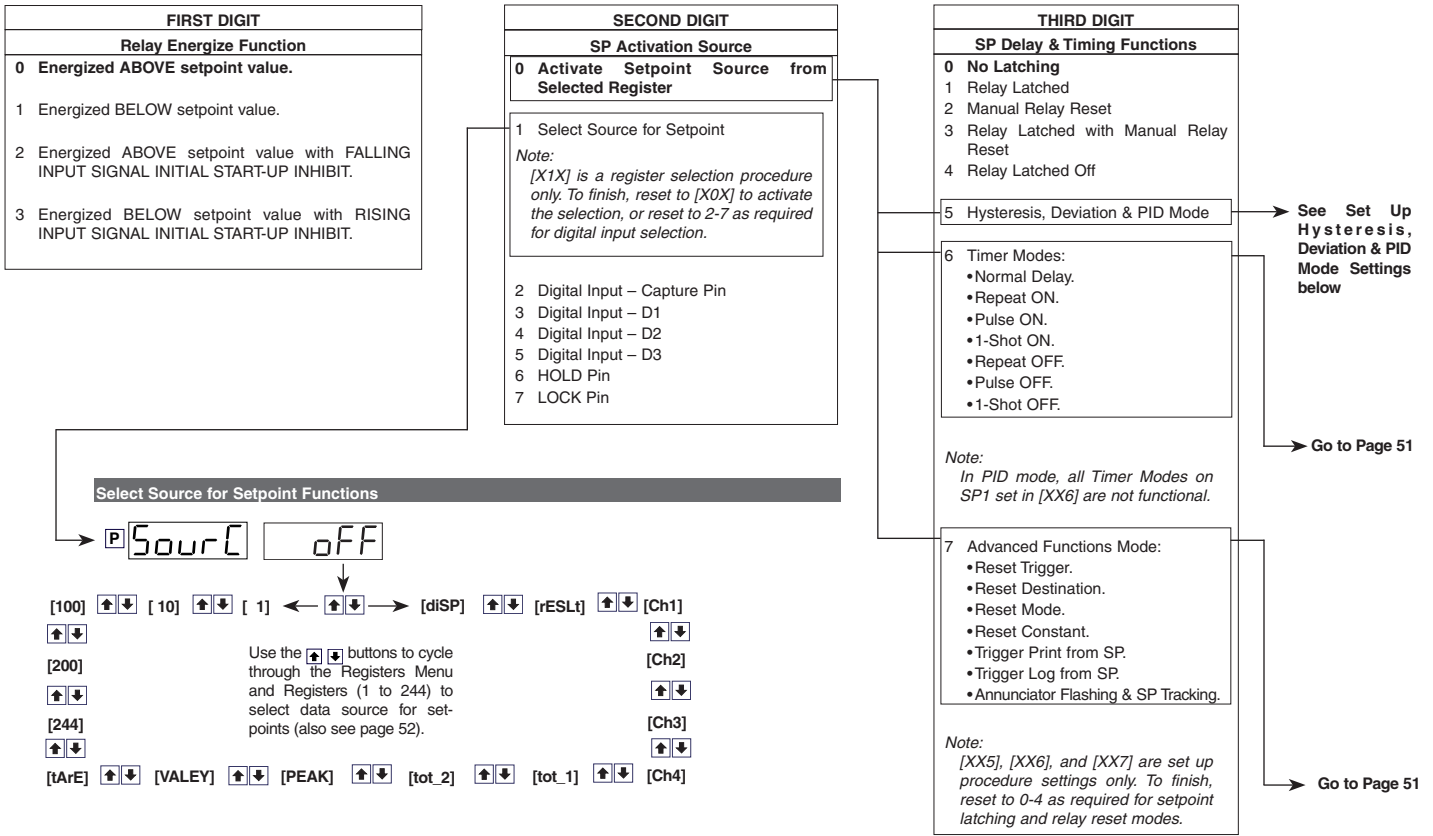 FIRST DIGIT
Relay Energize Function
0 Energized ABOVE setpoint value.
1 Energized BELOW setpoint value.
2 Energized ABOVE setpoint value with FALLING
INPUT SIGNAL INITIAL START-UP INHIBIT.
3 Energized BELOW setpoint value with RISING
INPUT SIGNAL INITIAL START-UP INHIBIT.
SECOND DIGIT
SP Activation Source
0 Activate Setpoint Source from
Selected Register
1 Select Source for Setpoint
Note:
[X1X] is a register selection procedure
only. To finish, reset to [X0X] to activate
the selection, or reset to 2-7 as required
for digital input selection.
2 Digital Input – Capture Pin
3 Digital Input – D1
4 Digital Input – D2
5 Digital Input – D3
6 HOLD Pin
7 LOCK Pin
THIRD DIGIT
SP Delay & Timing Functions
0 No Latching
1 Relay Latched
2 Manual Relay Reset
3 Relay Latched with Manual Relay
Reset
4 Relay Latched Off
5 Hysteresis, Deviation & PID Mode
See Set Up
Hysteresis,
Deviation & PID
Mode Settings
below
6 Timer Modes:
•Normal Delay.
•Repeat ON.
•Pulse ON.
•1-Shot ON.
•Repeat OFF.
•Pulse OFF.
•1-Shot OFF.
Go to Page 51
Note:
In PID mode, all Timer Modes on
SP1 set in [XX6] are not functional.
7 Advanced Functions Mode:
•Reset Trigger.
•Reset Destination.
•Reset Mode.
•Reset Constant.
•Trigger Print from SP.
•Trigger Log from SP.
•Annunciator Flashing & SP Tracking.
Go to Page 51
Note:
[XX5], [XX6], and [XX7] are set up
procedure settings only. To finish,
reset to 0-4 as required for setpoint
latching and relay reset modes.
Select Source for Setpoint Functions
P SourC oFF
[100] [ 10] [ 1] [diSP] [rESLt] [Ch1]
[200] [Ch2]
[244] [Ch3]
[tArE] [VALEY] [PEAK] [tot_2] [tot_1] [Ch4]
Use the buttons to cycle
through the Registers Menu
and Registers (1 to 244) to
select data source for set-
points (also see page 52).